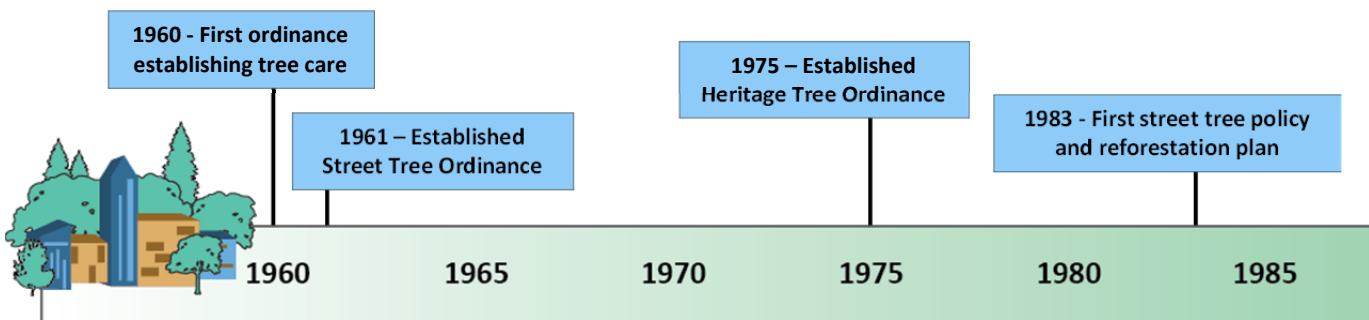 1960 - First ordinance
establishing tree care
1961 – Established
Street Tree Ordinance
1975 – Established
Heritage Tree Ordinance
1983 - First street tree policy
and reforestation plan
1960
1965
1970
1975
1980
1985